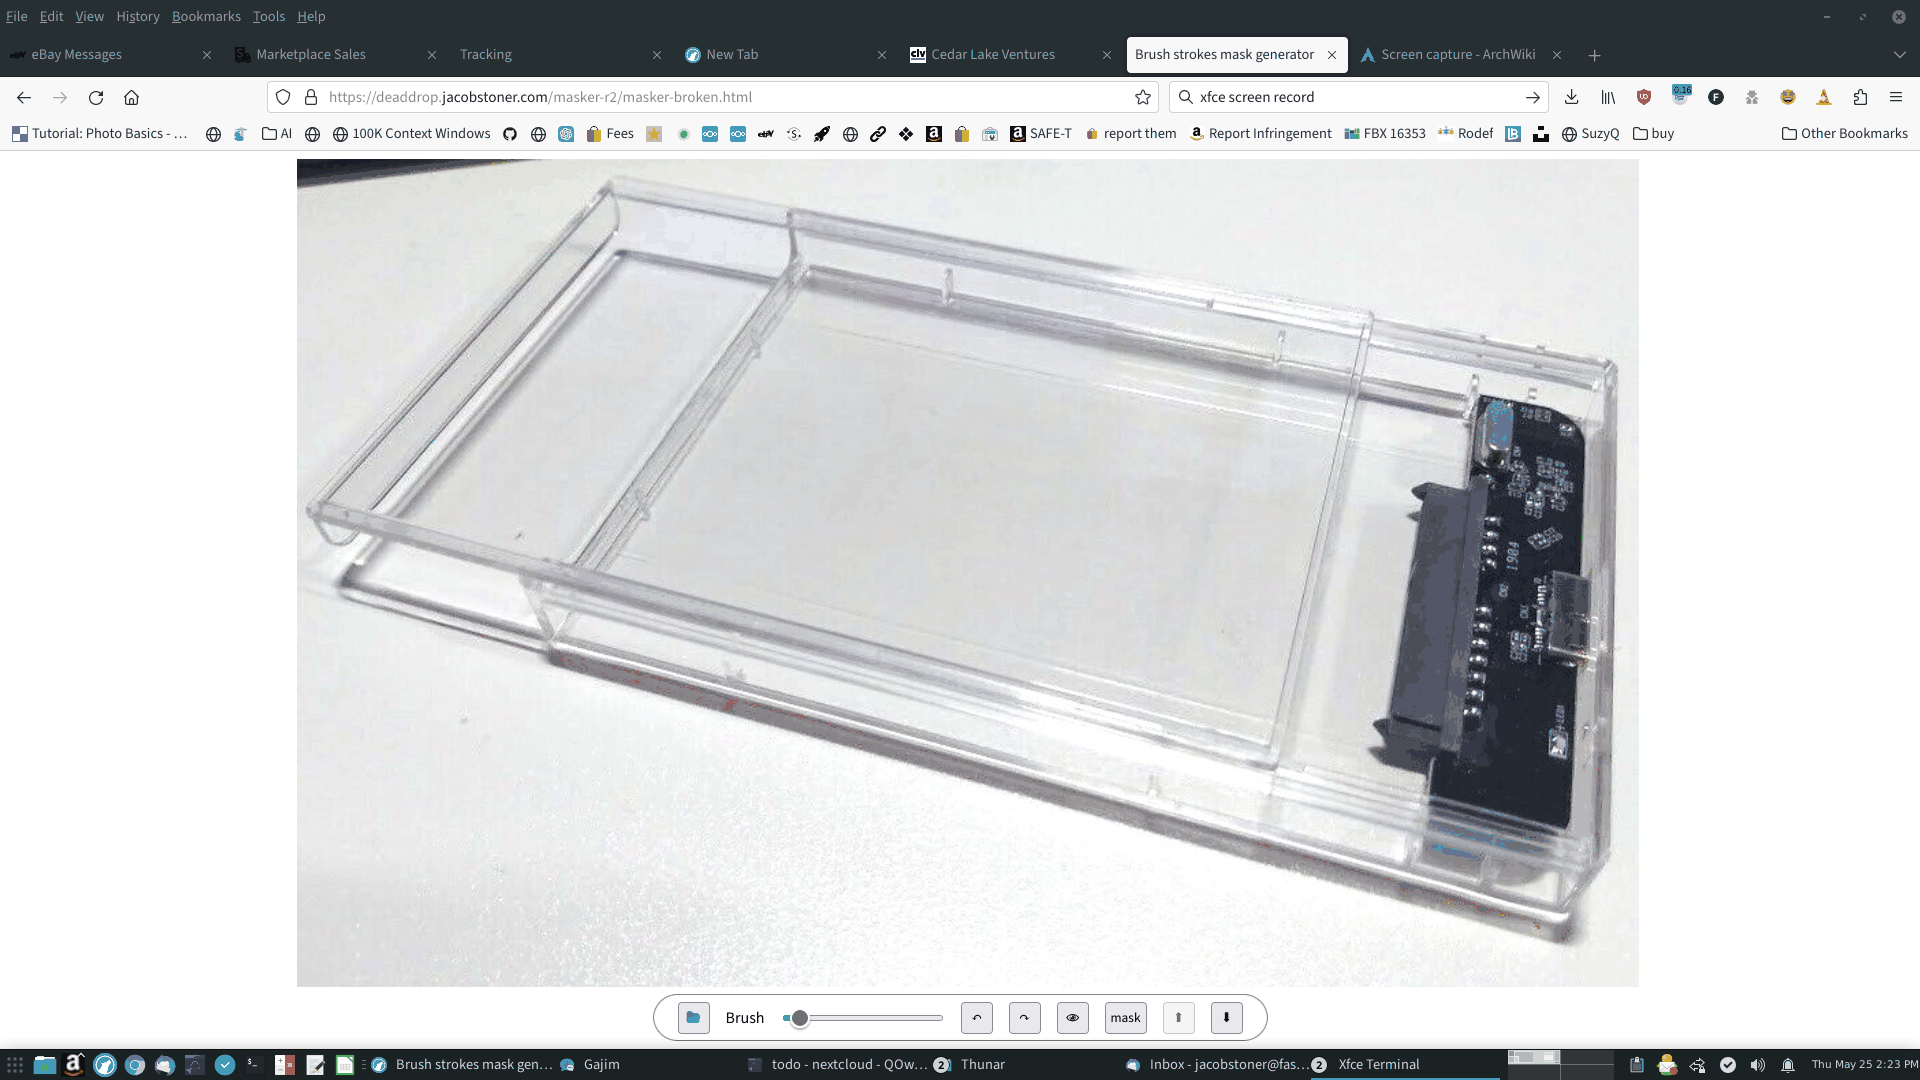 File Edit View History Bookmarks Tools Help
eBay Messages Marketplace Sales Tracking New Tab clv Cedar Lake Ventures Brush strokes mask generator Screen capture - ArchWiki
https://deaddrop.jacobstoner.com/masker-r2/masker-broken.html xfce screen record 0.16
Tutorial: Photo Basics - ... AI 100K Context Windows Fees SAFE-T report them Report Infringement FBX 16353 Rodef SuzyQ buy Other Bookmarks
1904
Brush mask
Brush strokes mask gen... Gajim todo - nextcloud - QOw... 2 Thunar Inbox - jacobstoner@fas... 2 Xfce Terminal Thu May 25 2:23 PM